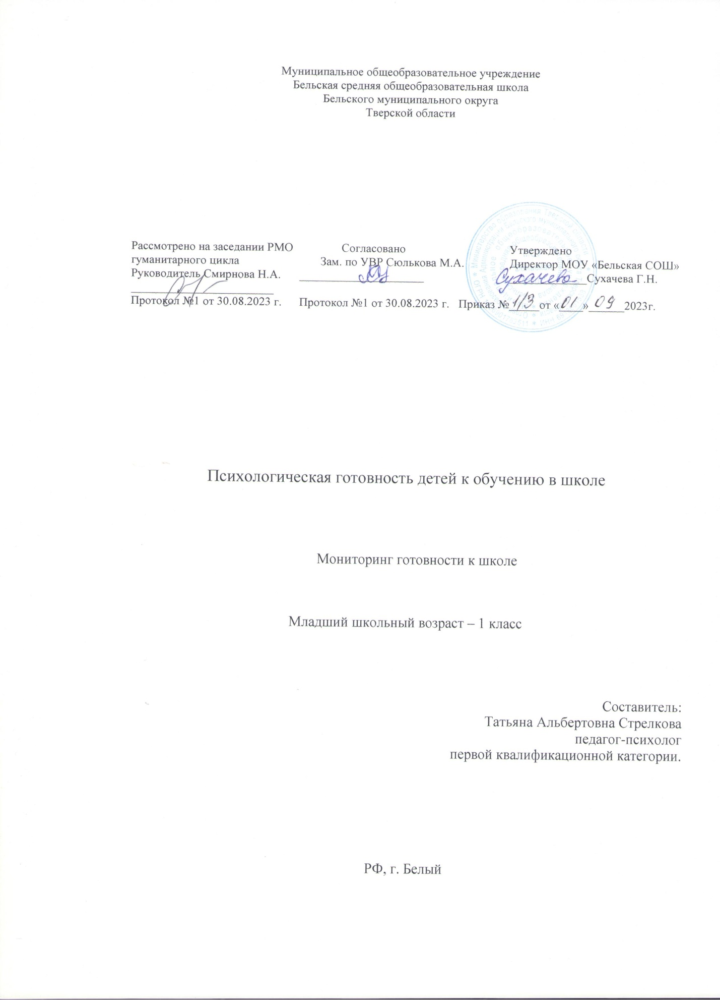 Муниципальное общеобразовательное учреждение
Бельская средняя общеобразовательная школа
Бельского муниципального округа
Тверской области
Рассмотрено на заседании РМО
гуманитарного цикла
Руководитель Смирнова Н.А.
Протокол №1 от 30.08.2023 г.
Согласовано
Зам. по УВР Сюлькова М.А.
Протокол №1 от 30.08.2023 г.
Утверждено
Директор МОУ «Бельская СОШ»
Сухачева Сухачева Г.Н.
Приказ № 1/3 от «01» 09 2023г.
Психологическая готовность детей к обучению в школе
Мониторинг готовности к школе
Младший школьный возраст – 1 класс
Составитель:
Татьяна Альбертовна Стрелкова
педагог-психолог
первой квалификационной категории.
РФ, г. Белый